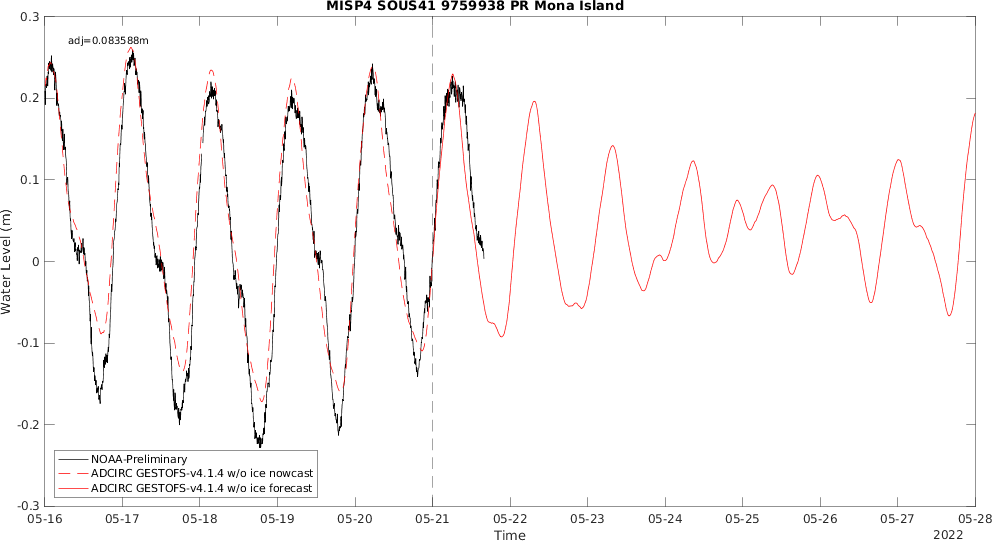 MISP4 SOUS41 9759938 PR Mona Island
adj=0.083588m
0.3
0.2
0.1
0
-0.1
-0.2
-0.3
Water Level (m)
NOAA-Preliminary
ADCIRC GESTOFS-v4.1.4 w/o ice nowcast
ADCIRC GESTOFS-v4.1.4 w/o ice forecast
05-16 05-17 05-18 05-19 05-20 05-21 05-22 05-23 05-24 05-25 05-26 05-27 05-28
Time
2022